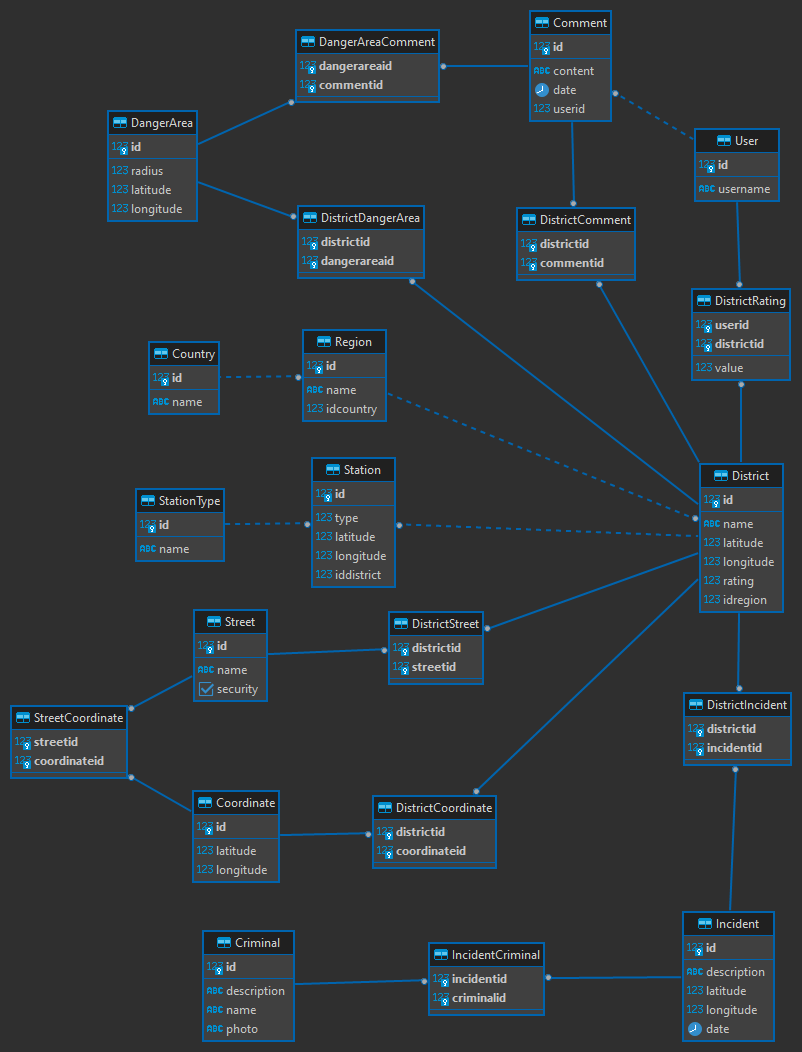 Comment
123 id
ABC content
date
123 userid
DangerAreaComment
123 dangerareaid
123 commentid
DangerArea
123 id
123 radius
123 latitude
123 longitude
User
123 id
ABC username
DistrictDangerArea
123 districtid
123 dangerareaid
DistrictComment
123 districtid
123 commentid
DistrictRating
123 userid
123 districtid
123 value
Country
123 id
ABC name
Region
123 id
ABC name
123 idcountry
Station
123 id
123 type
123 latitude
123 longitude
123 iddistrict
StationType
123 id
ABC name
District
123 id
ABC name
123 latitude
123 longitude
123 rating
123 idregion
Street
123 id
ABC name
security
DistrictStreet
123 districtid
123 streetid
StreetCoordinate
123 streetid
123 coordinateid
DistrictIncident
123 districtid
123 incidentid
Coordinate
123 id
123 latitude
123 longitude
DistrictCoordinate
123 districtid
123 coordinateid
Criminal
123 id
ABC description
ABC name
ABC photo
IncidentCriminal
123 incidentid
123 criminalid
Incident
123 id
ABC description
123 latitude
123 longitude
date